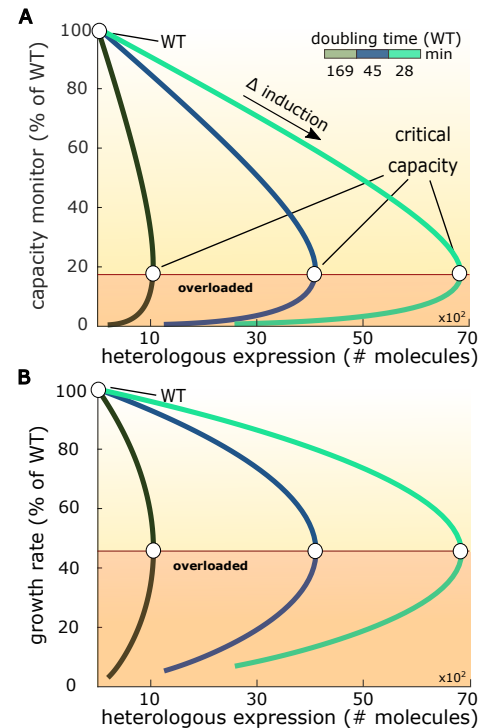 A
WT
doubling time (WT)
min
169 45 28
Δ induction
critical
capacity
overloaded
capacity monitor (% of WT)
100
80
60
40
20
0
10 30 50 70
x10²
heterologous expression (# molecules)
B
WT
overloaded
growth rate (% of WT)
100
80
60
40
20
0
10 30 50 70
x10²
heterologous expression (# molecules)